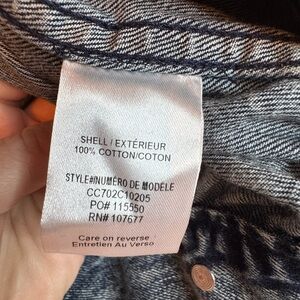 SHELL / EXTÉRIEUR
100% COTTON/COTON
STYLE#NUMÉRO DE MODÈLE
CC702C10205
PO# 115550
RN# 107677
Care on reverse
Entretien Au Verso